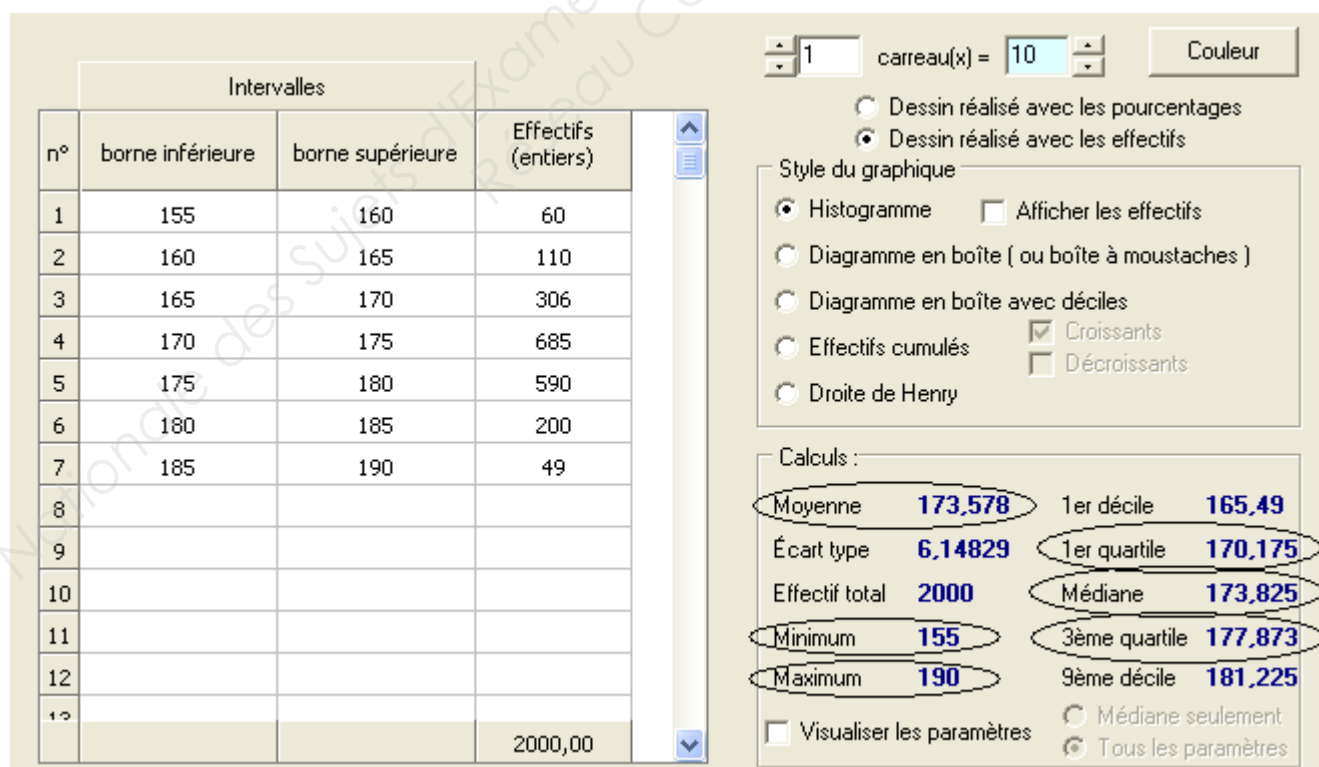 Nationale des Sujets d'Examens
Réseau
Intervalles
n° borne inférieure borne supérieure Effectifs (entiers)
1 155 160 60
2 160 165 110
3 165 170 306
4 170 175 685
5 175 180 590
6 180 185 200
7 185 190 49
8
9
10
11
12
13
2000,00
1 carreau(x) = 10 Couleur
Dessin réalisé avec les pourcentages
Dessin réalisé avec les effectifs
Style du graphique
Histogramme Afficher les effectifs
Diagramme en boîte ( ou boîte à moustaches )
Diagramme en boîte avec déciles
Effectifs cumulés
Croissants
Décroissants
Droite de Henry
Calculs :
Moyenne 173,578 1er décile 165,49
Écart type 6,14829 1er quartile 170,175
Effectif total 2000 Médiane 173,825
Minimum 155 3ème quartile 177,873
Maximum 190 9ème décile 181,225
Visualiser les paramètres
Médiane seulement
Tous les paramètres